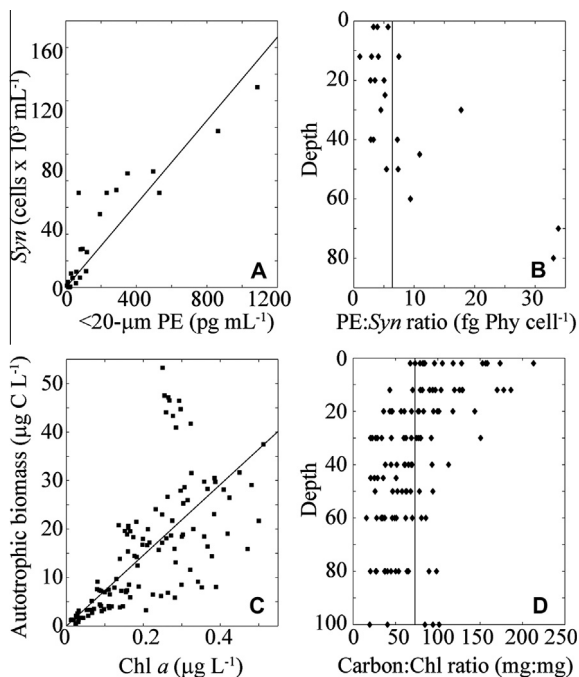 160
120
80
40
0
Syn (cells x 10³ mL⁻¹)
A
0 400 800 1200
<20-μm PE (pg mL⁻¹)
0
20
40
60
80
Depth
B
0 10 20 30
PE:Syn ratio (fg Phy cell⁻¹)
60
50
40
30
20
10
0
Autotrophic biomass (μg C L⁻¹)
C
0 0.2 0.4
Chl a (μg L⁻¹)
0
20
40
60
80
100
Depth
D
0 50 100 150 200 250
Carbon:Chl ratio (mg:mg)